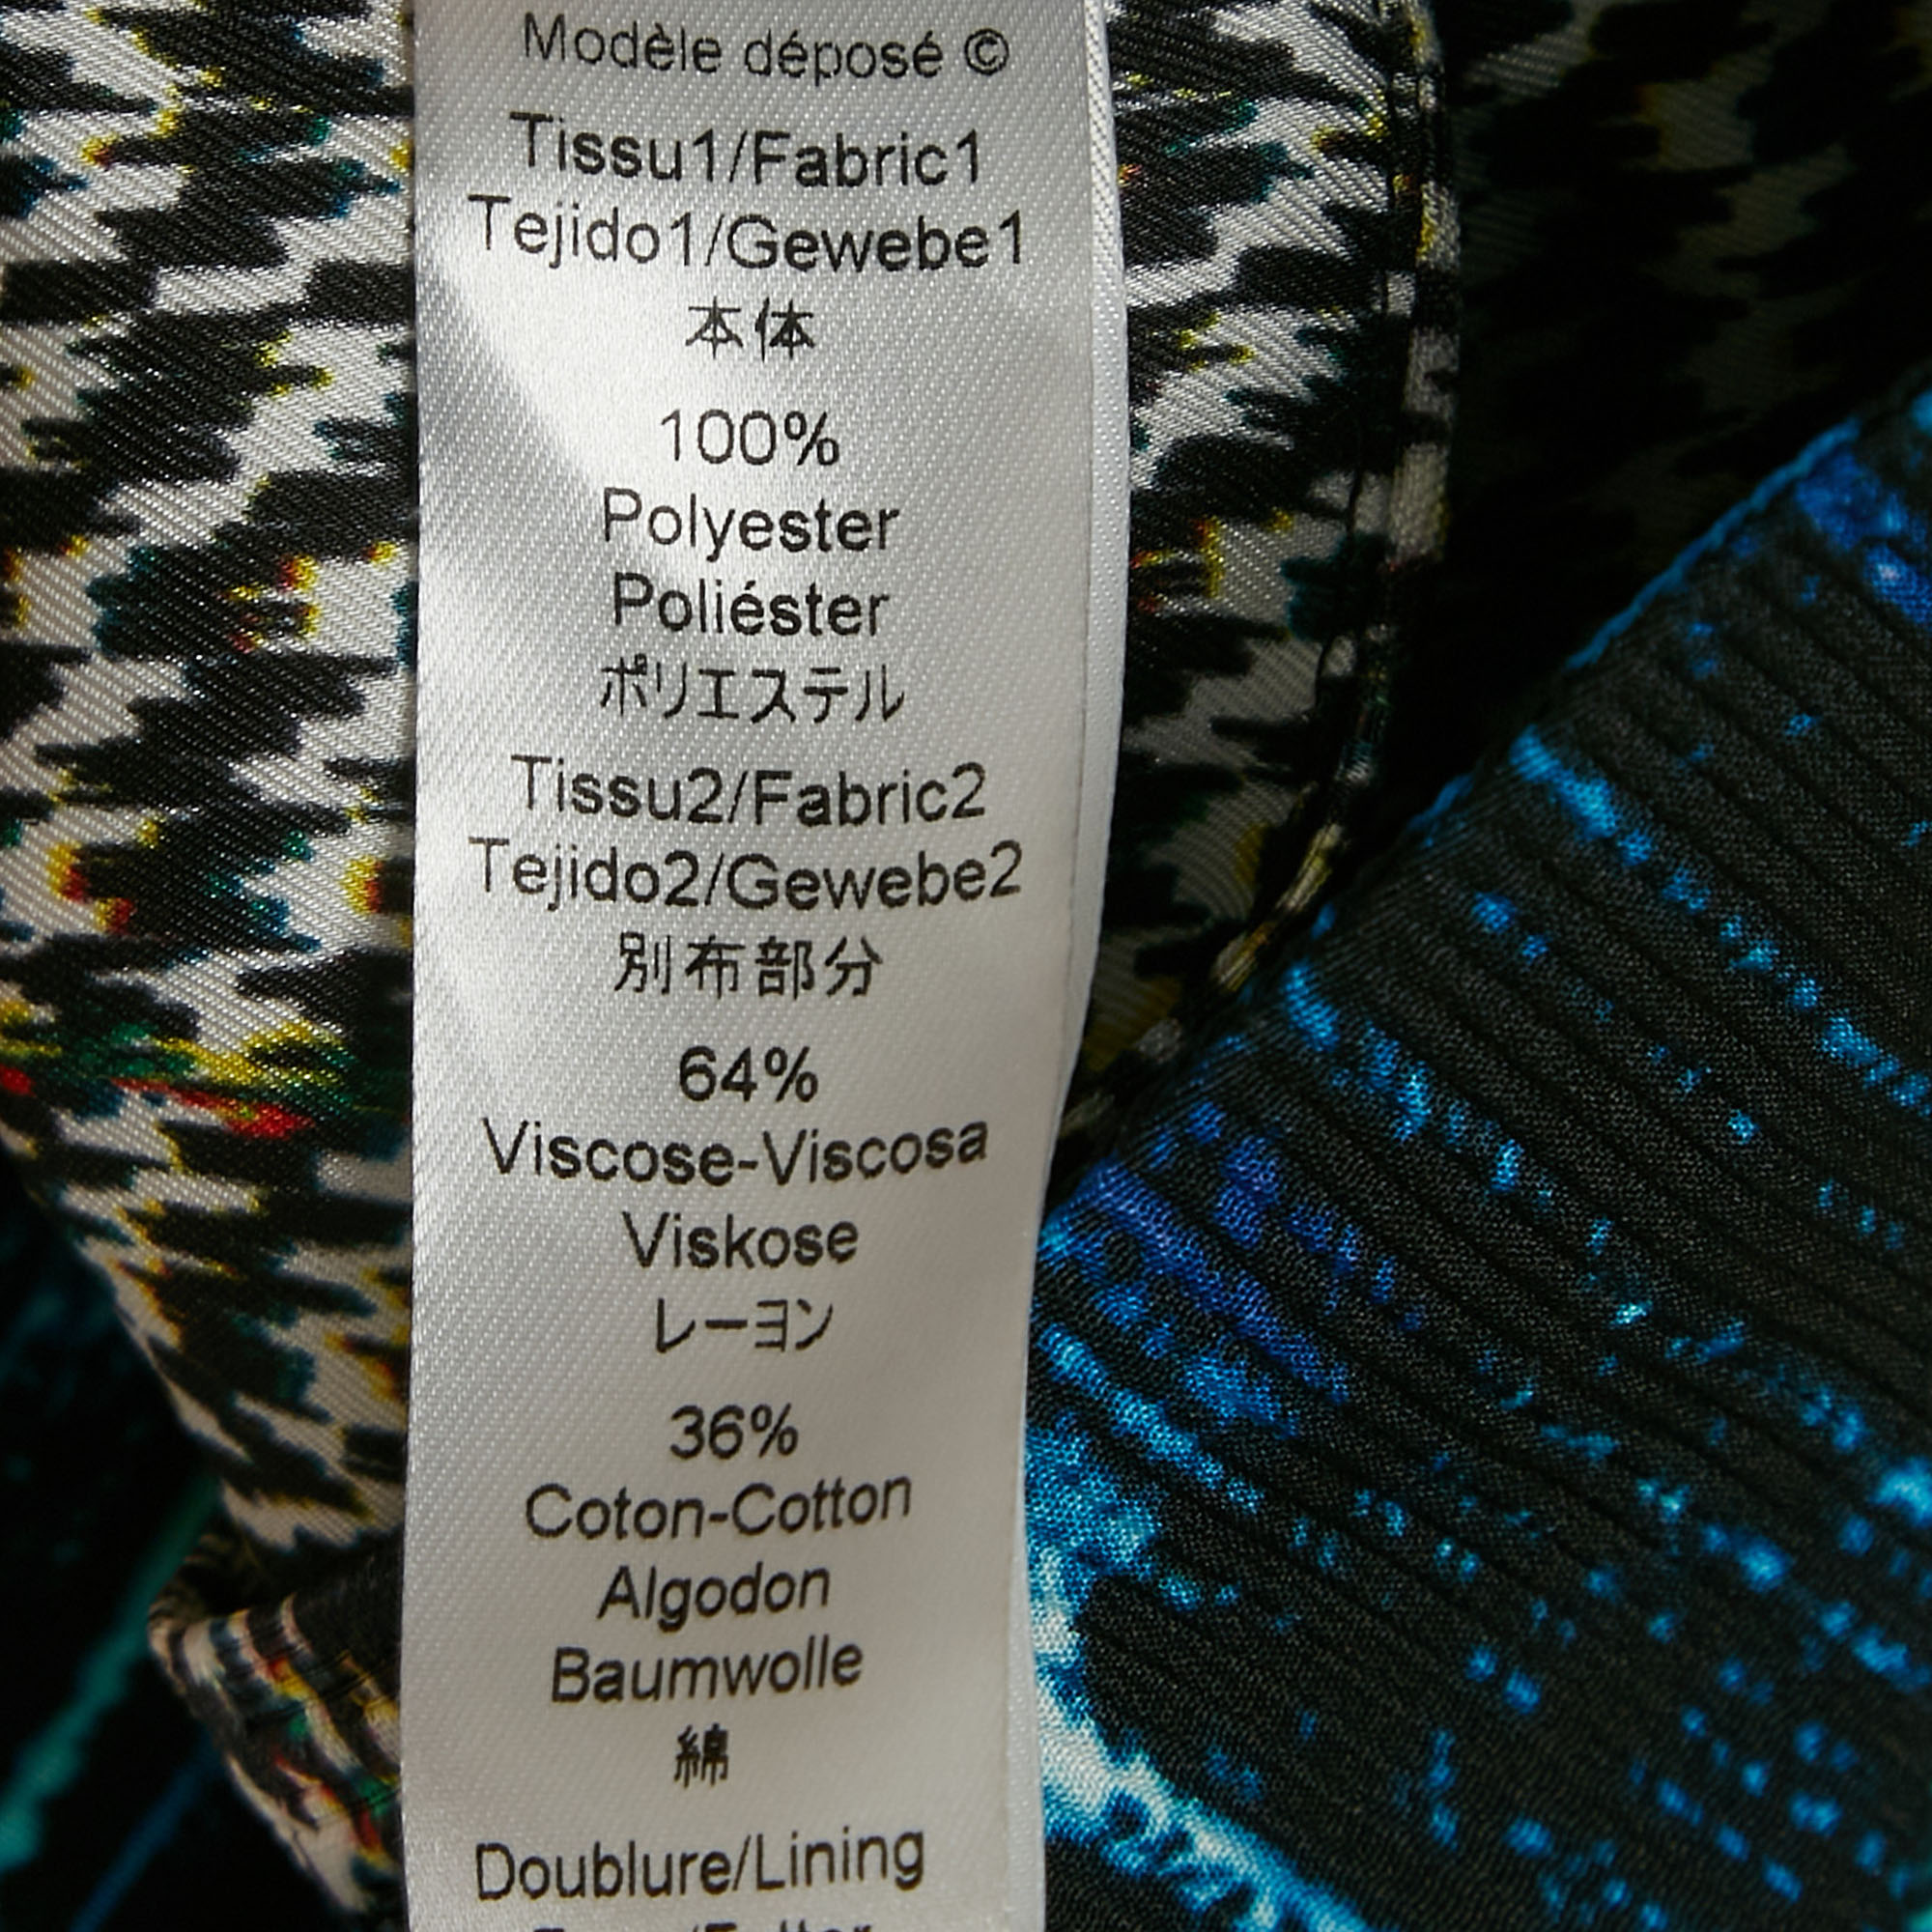 Modèle déposé ©
Tissu1/Fabric1
Tejido1/Gewebe1
本体
100%
Polyester
Poliéster
ポリエステル
Tissu2/Fabric2
Tejido2/Gewebe2
別布部分
64%
Viscose-Viscosa
Viskose
レーヨン
36%
Coton-Cotton
Algodon
Baumwolle
綿
Doublure/Lining